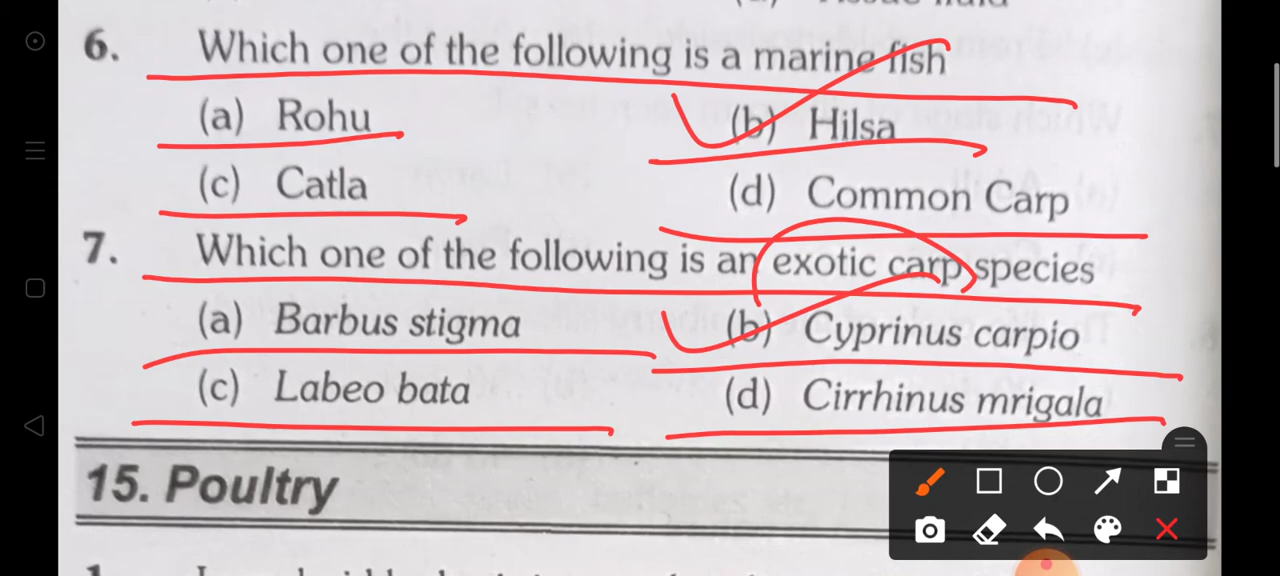 6. Which one of the following is a marine fish
(a) Rohu (b) Hilsa
(c) Catla (d) Common Carp
7. Which one of the following is an exotic carp species
(a) Barbus stigma (b) Cyprinus carpio
(c) Labeo bata (d) Cirrhinus mrigala
15. Poultry